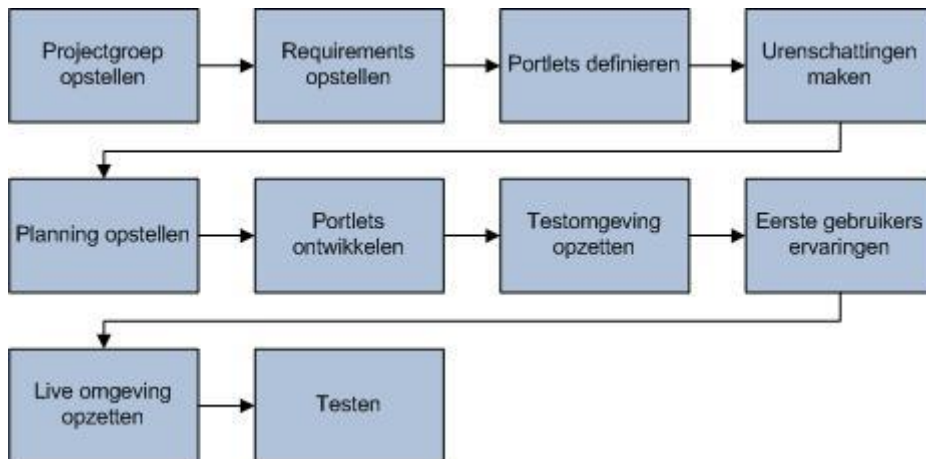 Projectgroep
opstellen
Requirements
opstellen
Portlets definieren
Urenschattingen
maken
Planning opstellen
Portlets
ontwikkelen
Testomgeving
opzetten
Eerste gebruikers
ervaringen
Live omgeving
opzetten
Testen